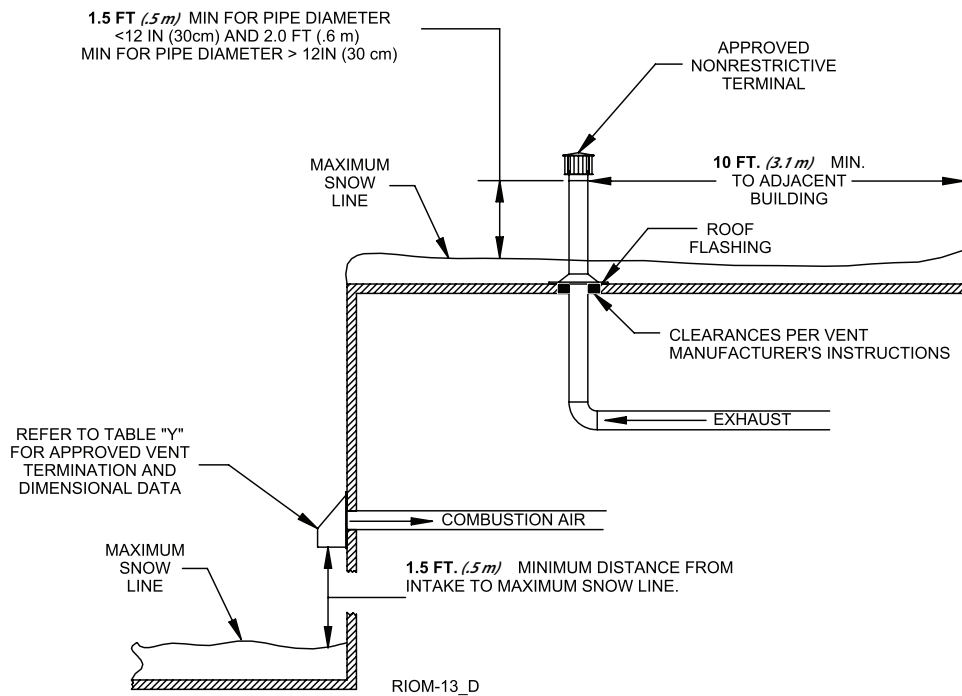 1.5 FT (.5 m) MIN FOR PIPE DIAMETER
<12 IN (30cm) AND 2.0 FT (.6 m)
MIN FOR PIPE DIAMETER > 12IN (30 cm)
APPROVED
NONRESTRICTIVE
TERMINAL
MAXIMUM
SNOW
LINE
10 FT. (3.1 m) MIN.
TO ADJACENT
BUILDING
ROOF
FLASHING
CLEARANCES PER VENT
MANUFACTURER'S INSTRUCTIONS
EXHAUST
REFER TO TABLE "Y"
FOR APPROVED VENT
TERMINATION AND
DIMENSIONAL DATA
COMBUSTION AIR
MAXIMUM
SNOW
LINE
1.5 FT. (.5 m) MINIMUM DISTANCE FROM
INTAKE TO MAXIMUM SNOW LINE.
RIOM-13_D